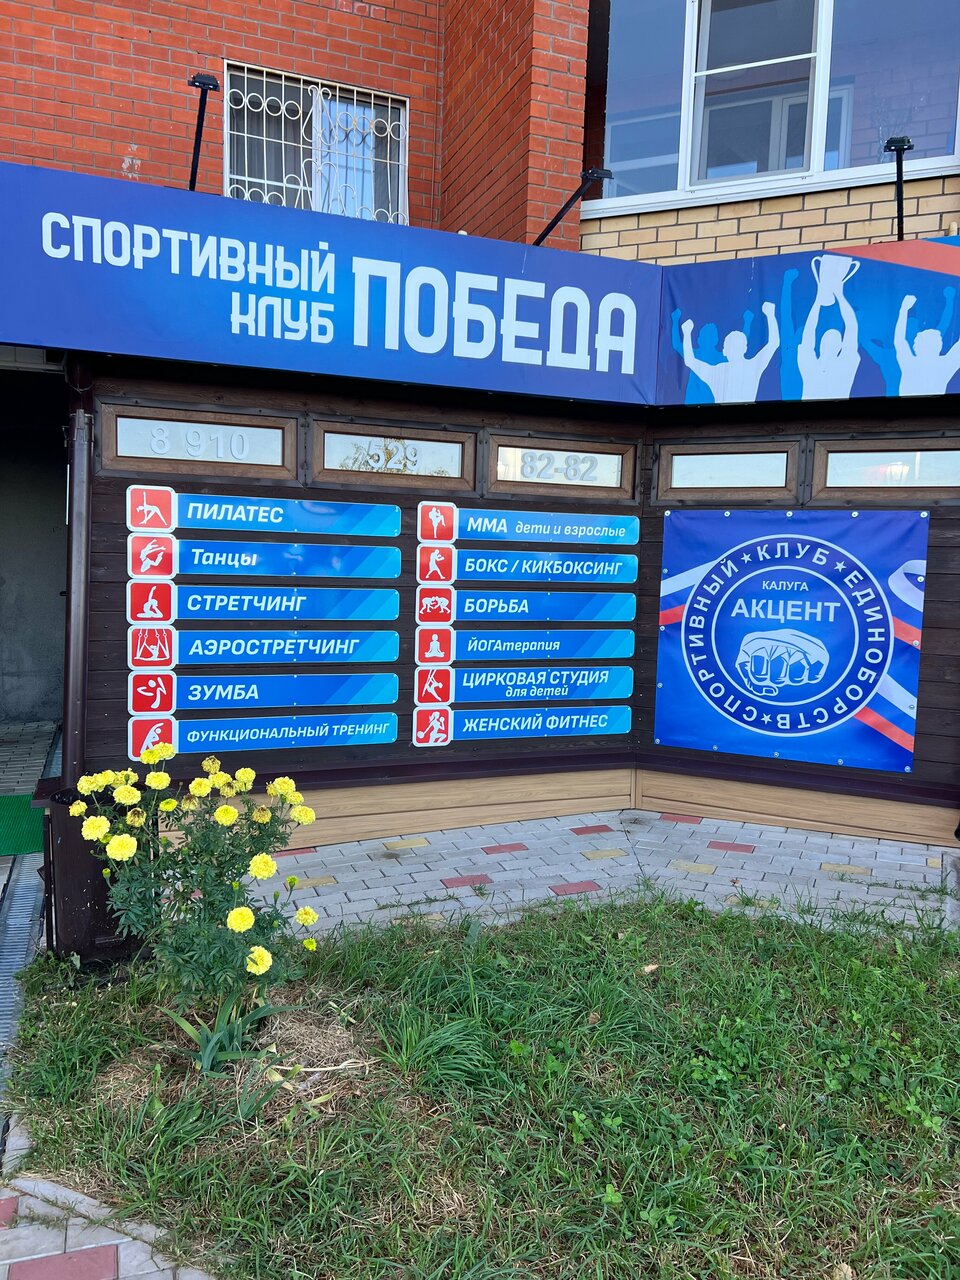 СПОРТИВНЫЙ
КЛУБ
ПОБЕДА
8 910
529
82-82
ПИЛАТЕС
Танцы
СТРЕТЧИНГ
АЭРОСТРЕТЧИНГ
ЗУМБА
ФУНКЦИОНАЛЬНЫЙ ТРЕНИНГ
ММА дети и взрослые
БОКС / КИКБОКСИНГ
БОРЬБА
ЙОГАтерапия
ЦИРКОВАЯ СТУДИЯ
для детей
ЖЕНСКИЙ ФИТНЕС
СПОРТИВНЫЙ ★ КЛУБ ★ ЕДИНОБОРСТВ ★
КАЛУГА
АКЦЕНТ